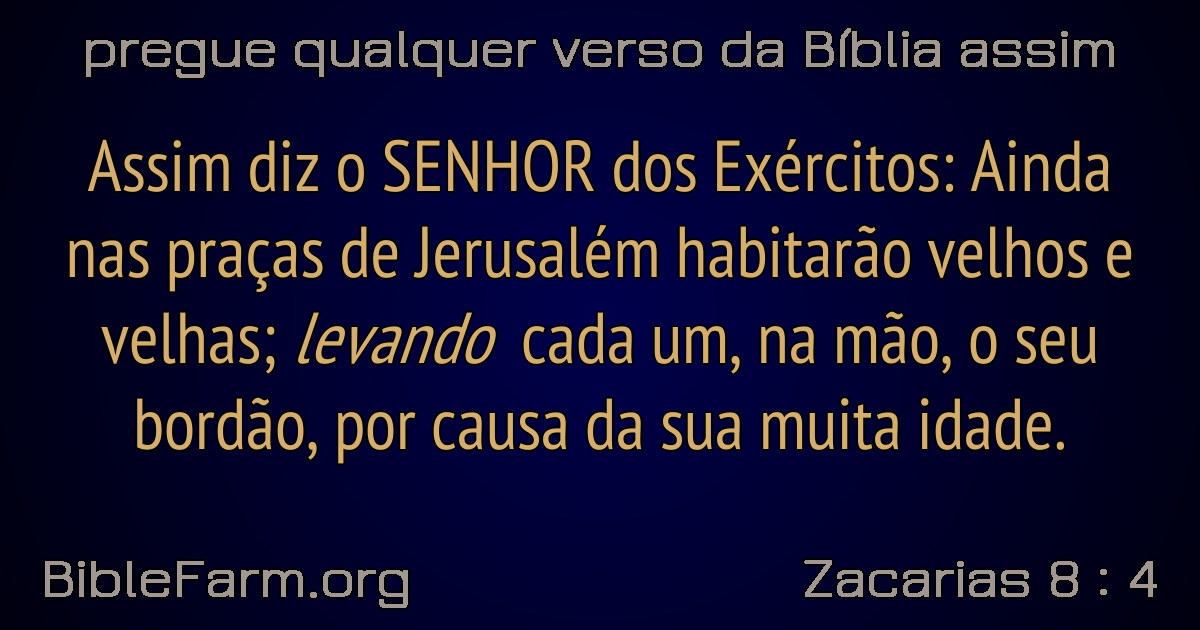 pregue qualquer verso da Bíblia assim
Assim diz o SENHOR dos Exércitos: Ainda
nas praças de Jerusalém habitarão velhos e
velhas; levando cada um, na mão, o seu
bordão, por causa da sua muita idade.
BibleFarm.org
Zacarias 8 : 4